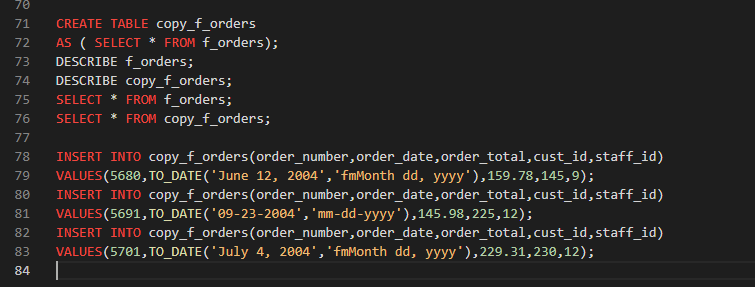 70
71 CREATE TABLE copy_f_orders
72 AS ( SELECT * FROM f_orders);
73 DESCRIBE f_orders;
74 DESCRIBE copy_f_orders;
75 SELECT * FROM f_orders;
76 SELECT * FROM copy_f_orders;
77
78 INSERT INTO copy_f_orders(order_number,order_date,order_total,cust_id,staff_id)
79 VALUES(5680,TO_DATE('June 12, 2004','fmMonth dd, yyyy'),159.78,145,9);
80 INSERT INTO copy_f_orders(order_number,order_date,order_total,cust_id,staff_id)
81 VALUES(5691,TO_DATE('09-23-2004','mm-dd-yyyy'),145.98,225,12);
82 INSERT INTO copy_f_orders(order_number,order_date,order_total,cust_id,staff_id)
83 VALUES(5701,TO_DATE('July 4, 2004','fmMonth dd, yyyy'),229.31,230,12);
84